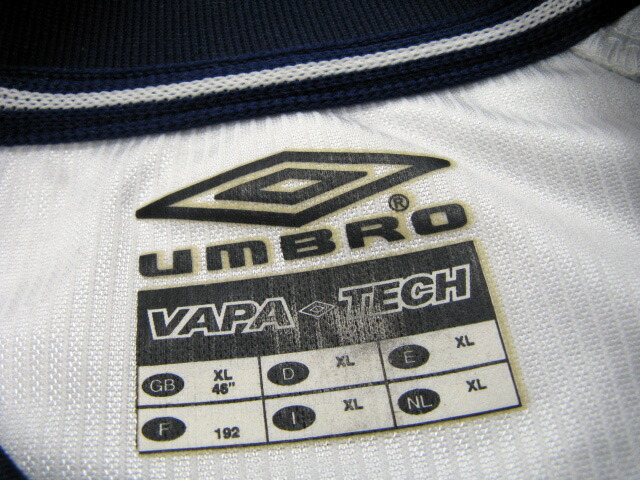 UMBRO®
VAPA TECH
GB XL 46" D XL E XL
F 192 I XL NL XL